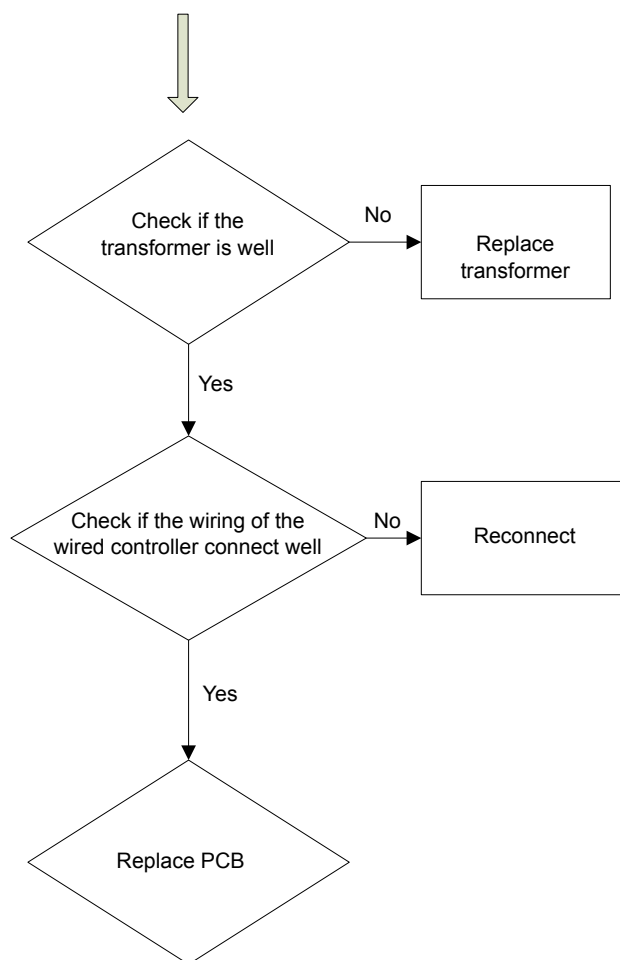 Check if the
transformer is well
No
Replace
transformer
Yes
Check if the wiring of the
wired controller connect well
No
Reconnect
Yes
Replace PCB